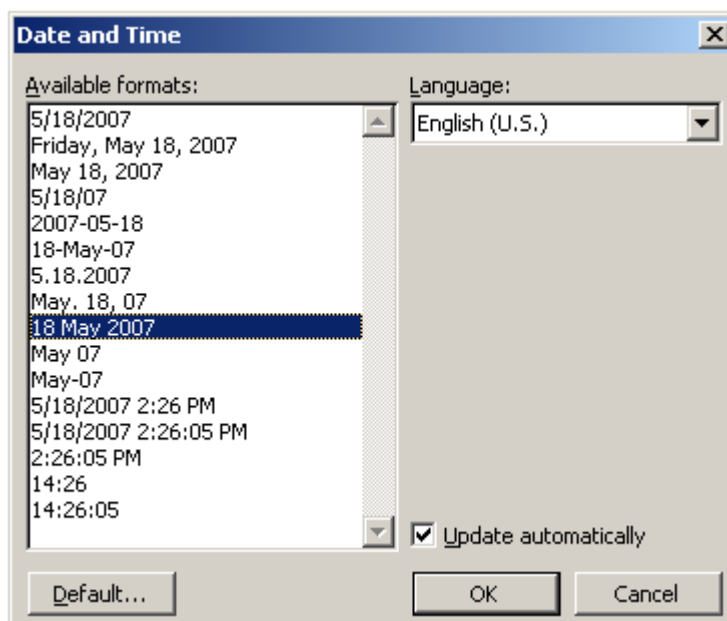 Date and Time
Available formats:
5/18/2007
Friday, May 18, 2007
May 18, 2007
5/18/07
2007-05-18
18-May-07
5.18.2007
May. 18, 07
18 May 2007
May 07
May-07
5/18/2007 2:26 PM
5/18/2007 2:26:05 PM
2:26:05 PM
14:26
14:26:05
Language:
English (U.S.)
Update automatically
Default...
OK
Cancel